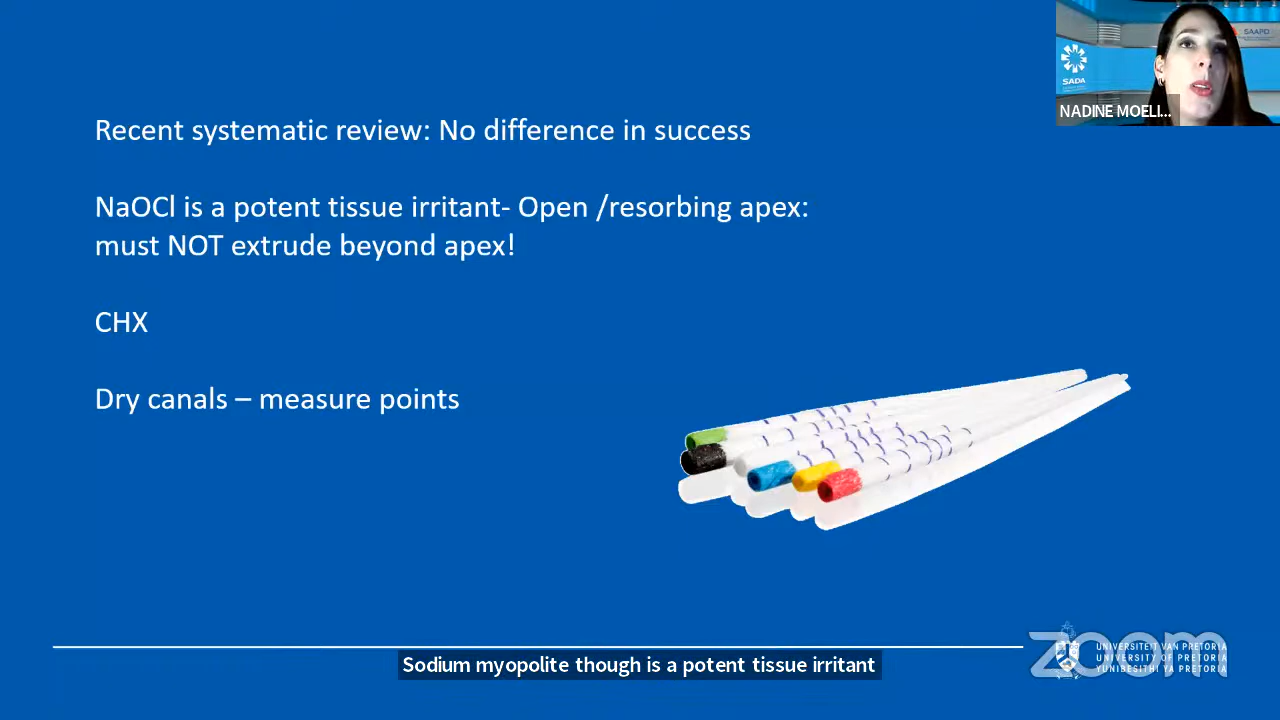 Recent systematic review: No difference in success
NaOCl is a potent tissue irritant- Open /resorbing apex:
must NOT extrude beyond apex!
CHX
Dry canals – measure points
SAAPD
SADA
NADINE MOELI...
zoom
UNIVERSITEIT VAN PRETORIA
UNIVERSITY OF PRETORIA
YUNIBESITHI YA PRETORIA
Sodium myopolite though is a potent tissue irritant